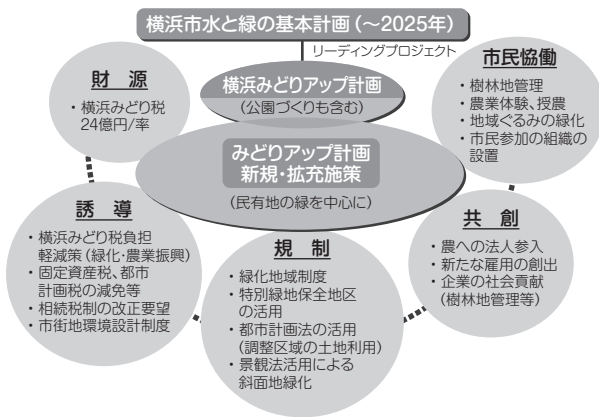 横浜市水と緑の基本計画（～2025年）
リーディングプロジェクト
横浜みどりアップ計画
（公園づくりも含む）
みどりアップ計画
新規・拡充施策
（民有地の緑を中心に）
財 源
・横浜みどり税
24億円/率
市民協働
・樹林地管理
・農業体験、授農
・地域ぐるみの緑化
・市民参加の組織の
設置
誘 導
・横浜みどり税負担
軽減策（緑化・農業振興）
・固定資産税、都市
計画税の減免等
・相続税制の改正要望
・市街地環境設計制度
規 制
・緑化地域制度
・特別緑地保全地区
の活用
・都市計画法の活用
（調整区域の土地利用）
・景観法活用による
斜面地緑化
共 創
・農への法人参入
・新たな雇用の創出
・企業の社会貢献
（樹林地管理等）